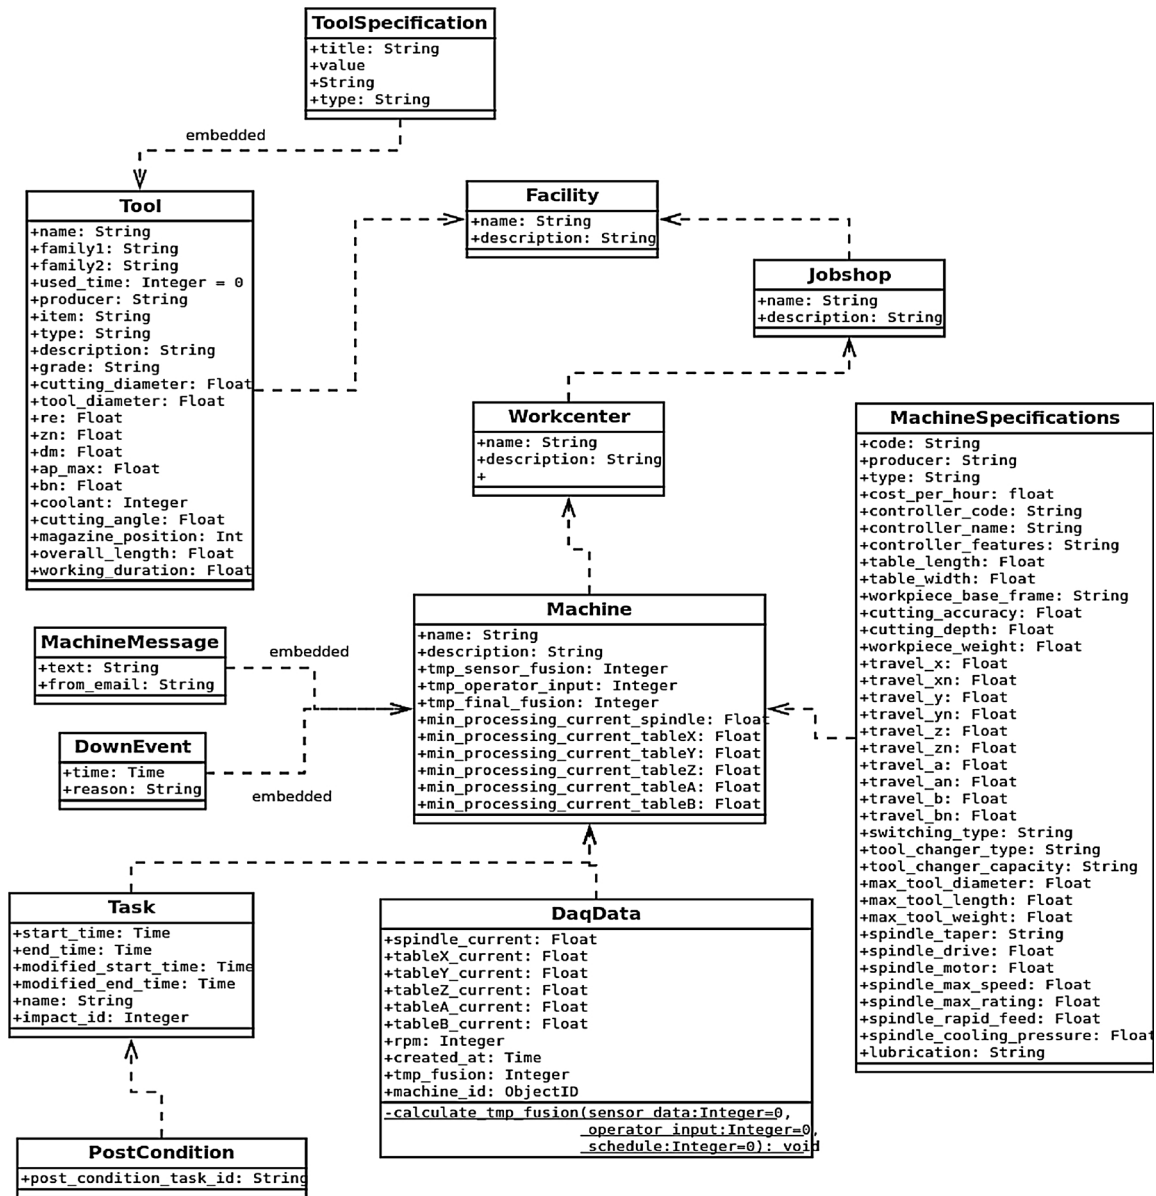 ToolSpecification
+title: String
+value
+String
+type: String
embedded
Tool
+name: String
+family1: String
+family2: String
+used_time: Integer = 0
+producer: String
+item: String
+type: String
+description: String
+grade: String
+cutting_diameter: Float
+tool_diameter: Float
+re: Float
+zn: Float
+dm: Float
+ap_max: Float
+bn: Float
+coolant: Integer
+cutting_angle: Float
+magazine_position: Int
+overall_length: Float
+working_duration: Float
Facility
+name: String
+description: String
Jobshop
+name: String
+description: String
Workcenter
+name: String
+description: String
+
MachineSpecifications
+code: String
+producer: String
+type: String
+cost_per_hour: float
+controller_code: String
+controller_name: String
+controller_features: String
+table_length: Float
+table_width: Float
+workpiece_base_frame: String
+cutting_accuracy: Float
+cutting_depth: Float
+workpiece_weight: Float
+travel_x: Float
+travel_xn: Float
+travel_y: Float
+travel_yn: Float
+travel_z: Float
+travel_zn: Float
+travel_a: Float
+travel_an: Float
+travel_b: Float
+travel_bn: Float
+switching_type: String
+tool_changer_type: String
+tool_changer_capacity: String
+max_tool_diameter: Float
+max_tool_length: Float
+max_tool_weight: Float
+spindle_taper: String
+spindle_drive: Float
+spindle_motor: Float
+spindle_max_speed: Float
+spindle_max_rating: Float
+spindle_rapid_feed: Float
+spindle_cooling_pressure: Float
+lubrication: String
Machine
+name: String
+description: String
+tmp_sensor_fusion: Integer
+tmp_operator_input: Integer
+tmp_final_fusion: Integer
+min_processing_current_spindle: Float
+min_processing_current_tableX: Float
+min_processing_current_tableY: Float
+min_processing_current_tableZ: Float
+min_processing_current_tableA: Float
+min_processing_current_tableB: Float
MachineMessage
+text: String
+from_email: String
embedded
DownEvent
+time: Time
+reason: String
embedded
Task
+start_time: Time
+end_time: Time
+modified_start_time: Time
+modified_end_time: Time
+name: String
+impact_id: Integer
DaqData
+spindle_current: Float
+tableX_current: Float
+tableY_current: Float
+tableZ_current: Float
+tableA_current: Float
+tableB_current: Float
+rpm: Integer
+created_at: Time
+tmp_fusion: Integer
+machine_id: ObjectID
-calculate_tmp_fusion(sensor_data:Integer=0,
operator_input:Integer=0,
schedule:Integer=0): void
PostCondition
+post_condition_task_id: String